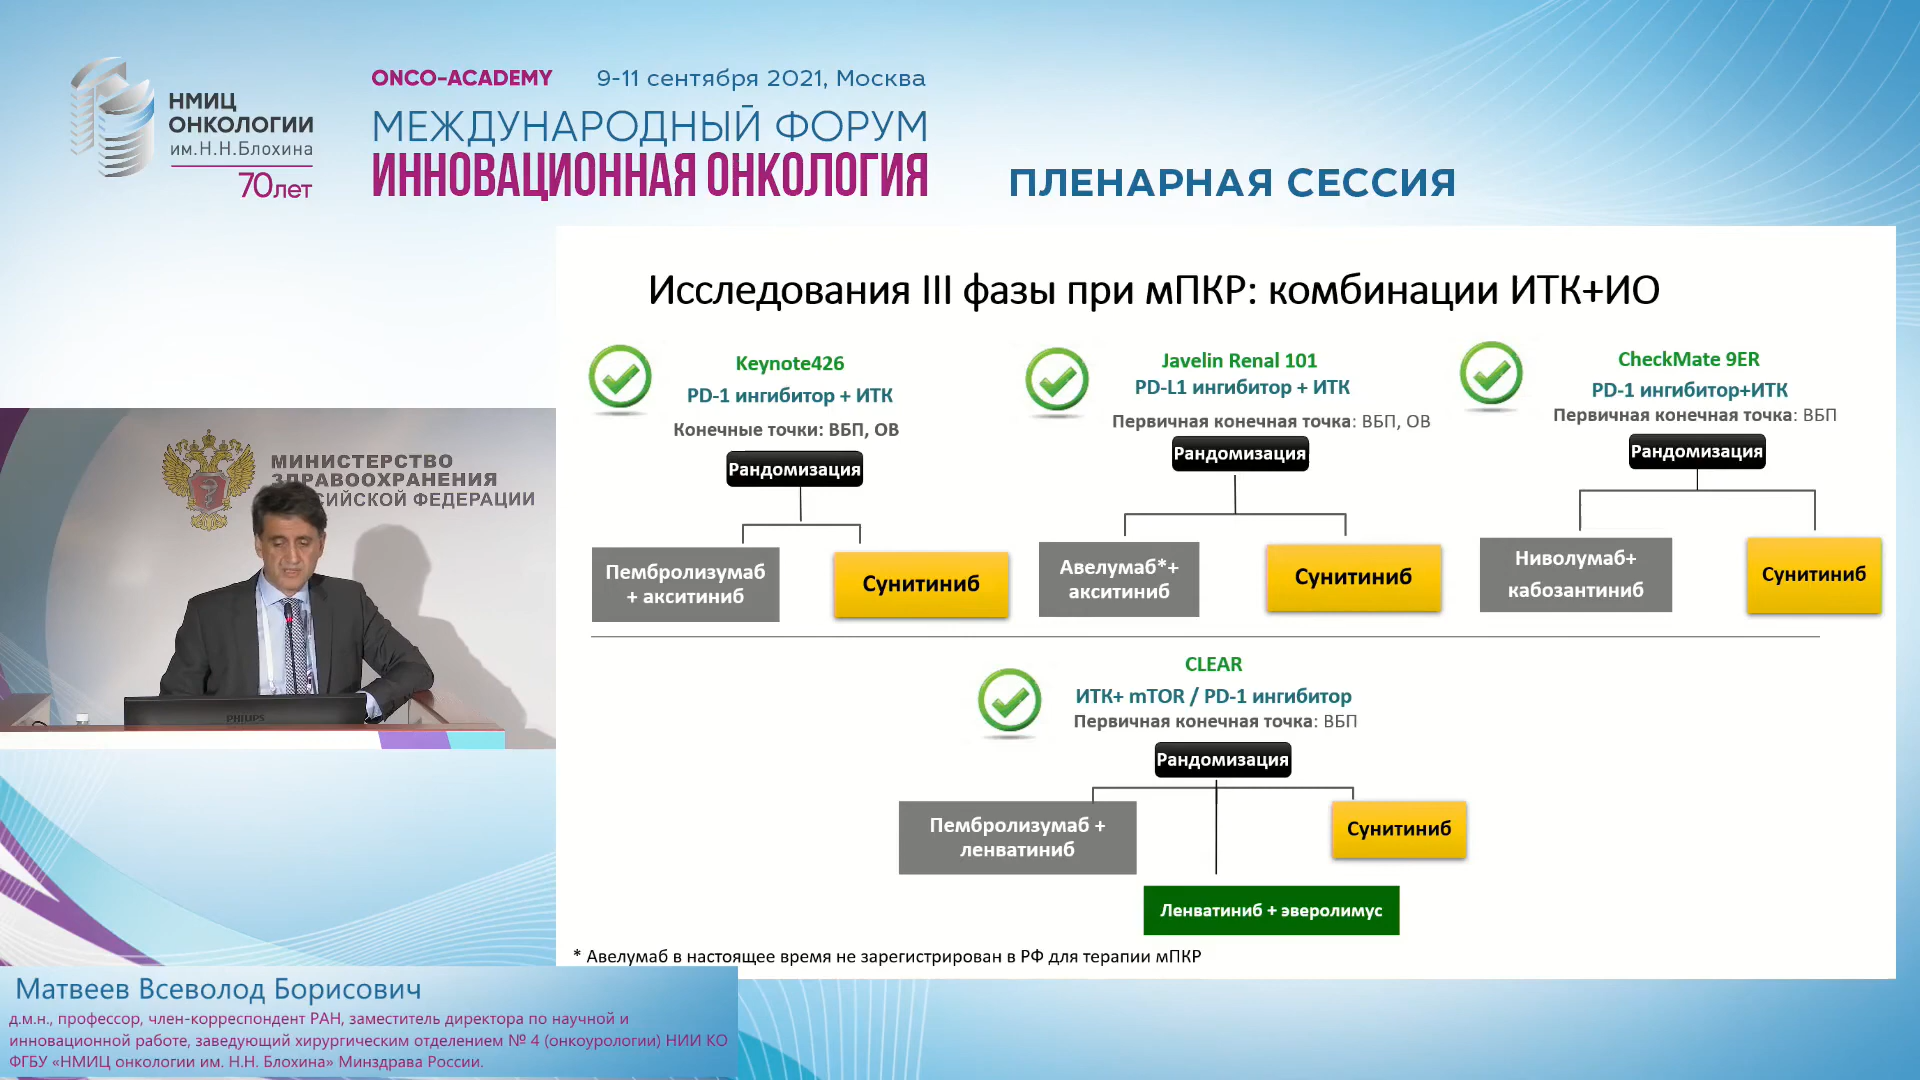 НМИЦ
ОНКОЛОГИИ
им.Н.Н.Блохина
70лет
ONCO-ACADEMY 9-11 сентября 2021, Москва
МЕЖДУНАРОДНЫЙ ФОРУМ
ИННОВАЦИОННАЯ ОНКОЛОГИЯ
ПЛЕНАРНАЯ СЕССИЯ
Исследования III фазы при мПКР: комбинации ИТК+ИО
Keynote426
PD-1 ингибитор + ИТК
Конечные точки: ВБП, ОВ
Рандомизация
Пембролизумаб
+ акситиниб
Сунитиниб
Javelin Renal 101
PD-L1 ингибитор + ИТК
Первичная конечная точка: ВБП, ОВ
Рандомизация
Авелумаб*+
акситиниб
Сунитиниб
CheckMate 9ER
PD-1 ингибитор+ИТК
Первичная конечная точка: ВБП
Рандомизация
Ниволумаб+
кабозантиниб
Сунитиниб
CLEAR
ИТК+ mTOR / PD-1 ингибитор
Первичная конечная точка: ВБП
Рандомизация
Пембролизумаб +
ленватиниб
Сунитиниб
Ленватиниб + эверолимус
* Авелумаб в настоящее время не зарегистрирован в РФ для терапии мПКР
МИНИСТЕРСТВО
ЗДРАВООХРАНЕНИЯ
СИЙСКОЙ ФЕДЕРАЦИИ
PHILIPS
Матвеев Всеволод Борисович
д.м.н., профессор, член-корреспондент РАН, заместитель директора по научной и
инновационной работе, заведующий хирургическим отделением № 4 (онкоурологии) НИИ КО
ФГБУ «НМИЦ онкологии им. Н.Н. Блохина» Минздрава России.